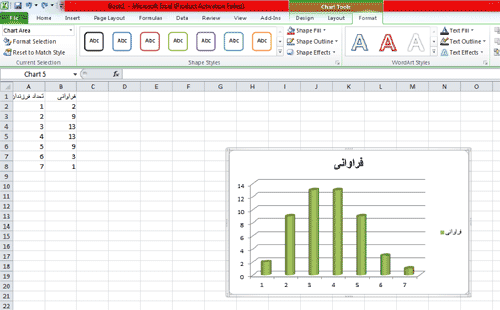 Book1 - Microsoft Excel (Product Activation Failed)
Chart Tools
File Home Insert Page Layout Formulas Data Review View Add-Ins Design Layout Format
Chart Area
Format Selection
Reset to Match Style
Current Selection
Abc Abc Abc Abc Abc Abc
Shape Fill
Shape Outline
Shape Effects
Shape Styles
A A A
Text Fill
Text Outline
Text Effects
WordArt Styles
Chart 5
fx
A B C D E F G H I J K L M N O
1 تعداد فرزندان فراوانی
2 1 2
3 2 9
4 3 13
5 4 13
6 5 9
7 6 3
8 7 1
9
10
11
12
13
14
15
16
17
18
19
20
21
22
فراوانی
14
12
10
8
6
4
2
0
1 2 3 4 5 6 7
فراوانی